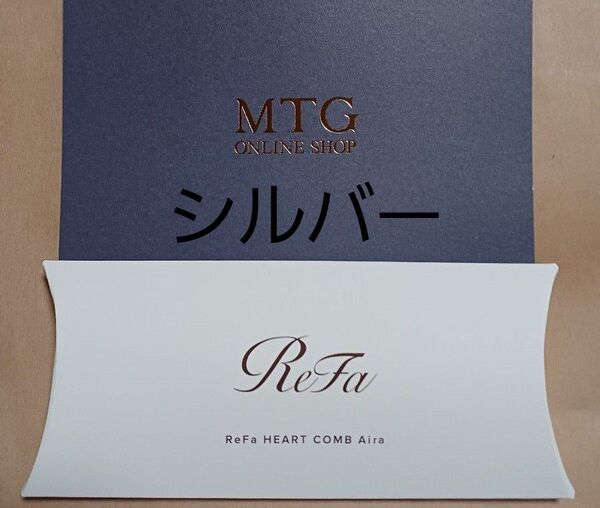 MTG
ONLINE SHOP
シルバー
ReFa
ReFa HEART COMB Aira